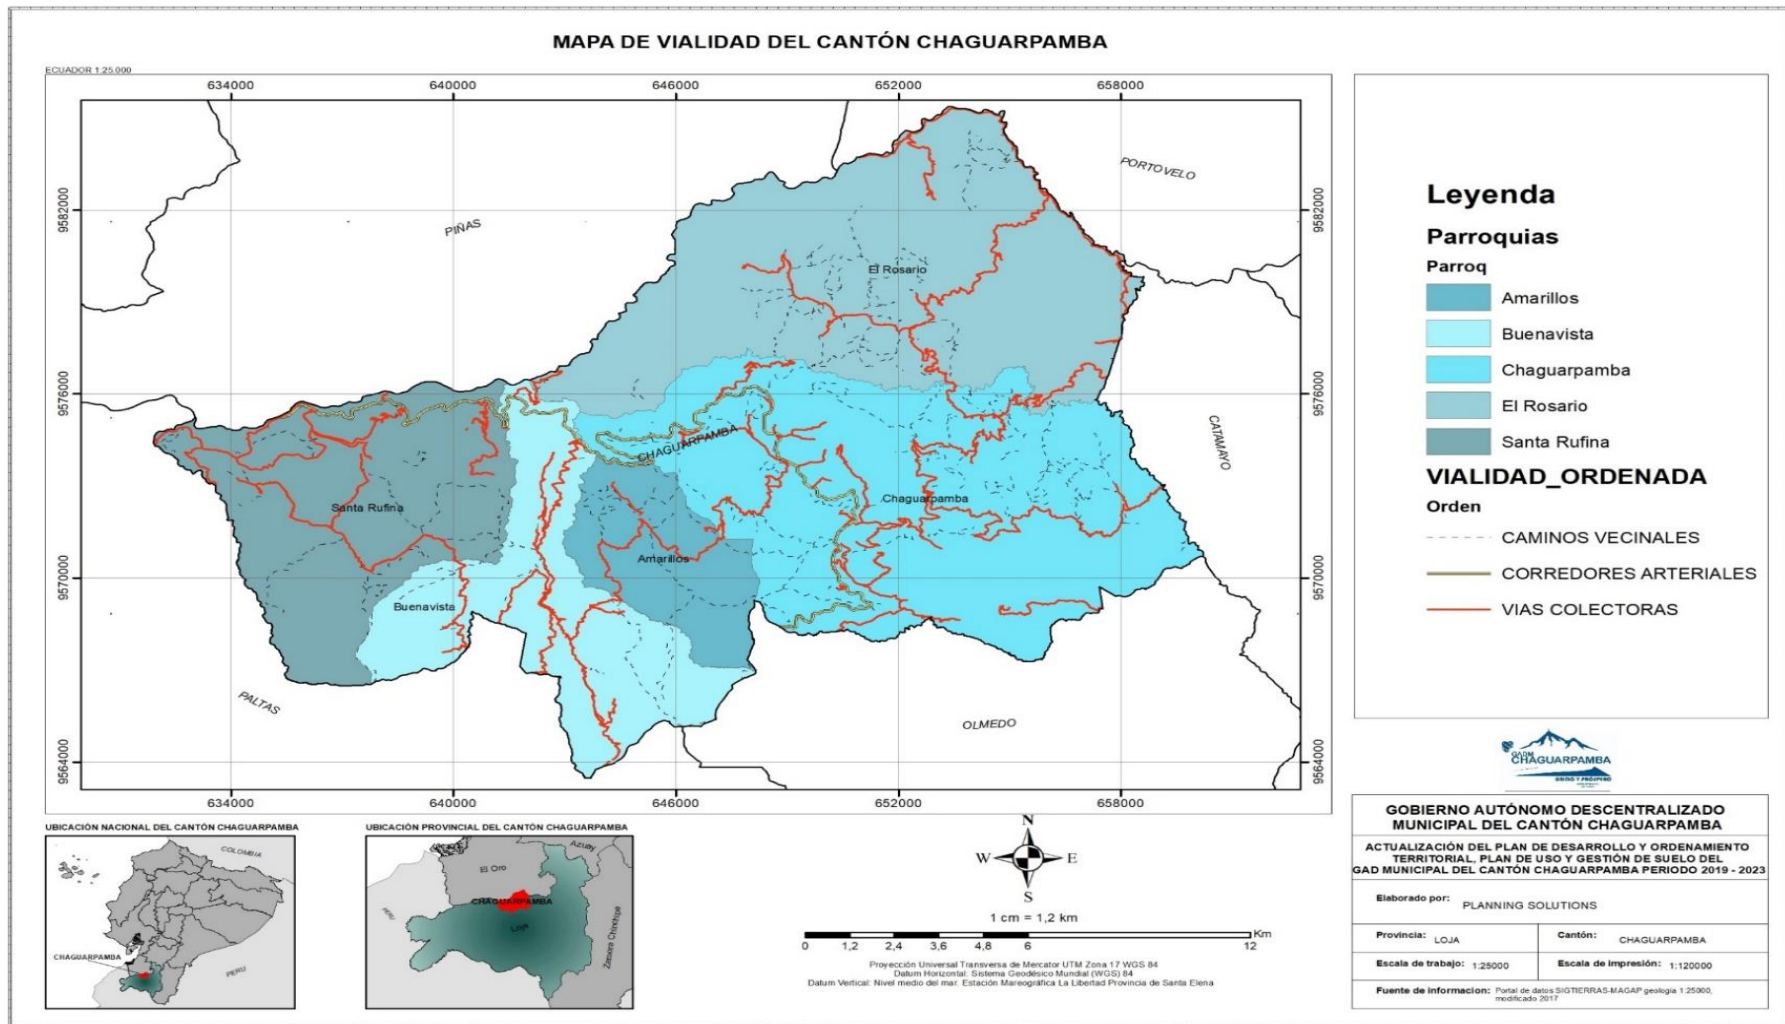 MAPA DE VIALIDAD DEL CANTÓN CHAGUARPAMBA
ECUADOR 1:25.000
634000
640000
646000
652000
658000
9582000
9576000
9570000
9564000
PIÑAS
PORTOVELO
CATAMAYO
OLMEDO
PALTAS
El Rosario
CHAGUARPAMBA
Chaguarpamba
Santa Rufina
Amarillos
Buenavista
9582000
9576000
9570000
9564000
634000
640000
646000
652000
658000
Leyenda
Parroquias
Parroq
Amarillos
Buenavista
Chaguarpamba
El Rosario
Santa Rufina
VIALIDAD_ORDENADA
Orden
CAMINOS VECINALES
CORREDORES ARTERIALES
VIAS COLECTORAS
UBICACIÓN NACIONAL DEL CANTÓN CHAGUARPAMBA
COLOMBIA
CHAGUARPAMBA
PERU
UBICACIÓN PROVINCIAL DEL CANTÓN CHAGUARPAMBA
Azuay
El Oro
CHAGUARPAMBA
PERU
Loja
Zamora Chinchipe
N
W E
S
1 cm = 1,2 km
0 1,2 2,4 3,6 4,8 6 12 Km
Proyección Universal Transversa de Mercator UTM Zona 17 WGS 84
Datum Horizontal: Sistema Geodésico Mundial (WGS) 84
Datum Vertical: Nivel medio del mar. Estación Mareográfica La Libertad Provincia de Santa Elena
GADM
CHAGUARPAMBA
UNIDO Y PRÓSPERO
GOBIERNO AUTÓNOMO DESCENTRALIZADO
MUNICIPAL DEL CANTÓN CHAGUARPAMBA
ACTUALIZACIÓN DEL PLAN DE DESARROLLO Y ORDENAMIENTO
TERRITORIAL, PLAN DE USO Y GESTIÓN DE SUELO DEL
GAD MUNICIPAL DEL CANTÓN CHAGUARPAMBA PERIODO 2019 - 2023
Elaborado por: PLANNING SOLUTIONS
Provincia: LOJA
Cantón: CHAGUARPAMBA
Escala de trabajo: 1:25000
Escala de impresión: 1:120000
Fuente de informacion: Portal de datos SIGTIERRAS-MAGAP geología 1:25000,
modificado 2017